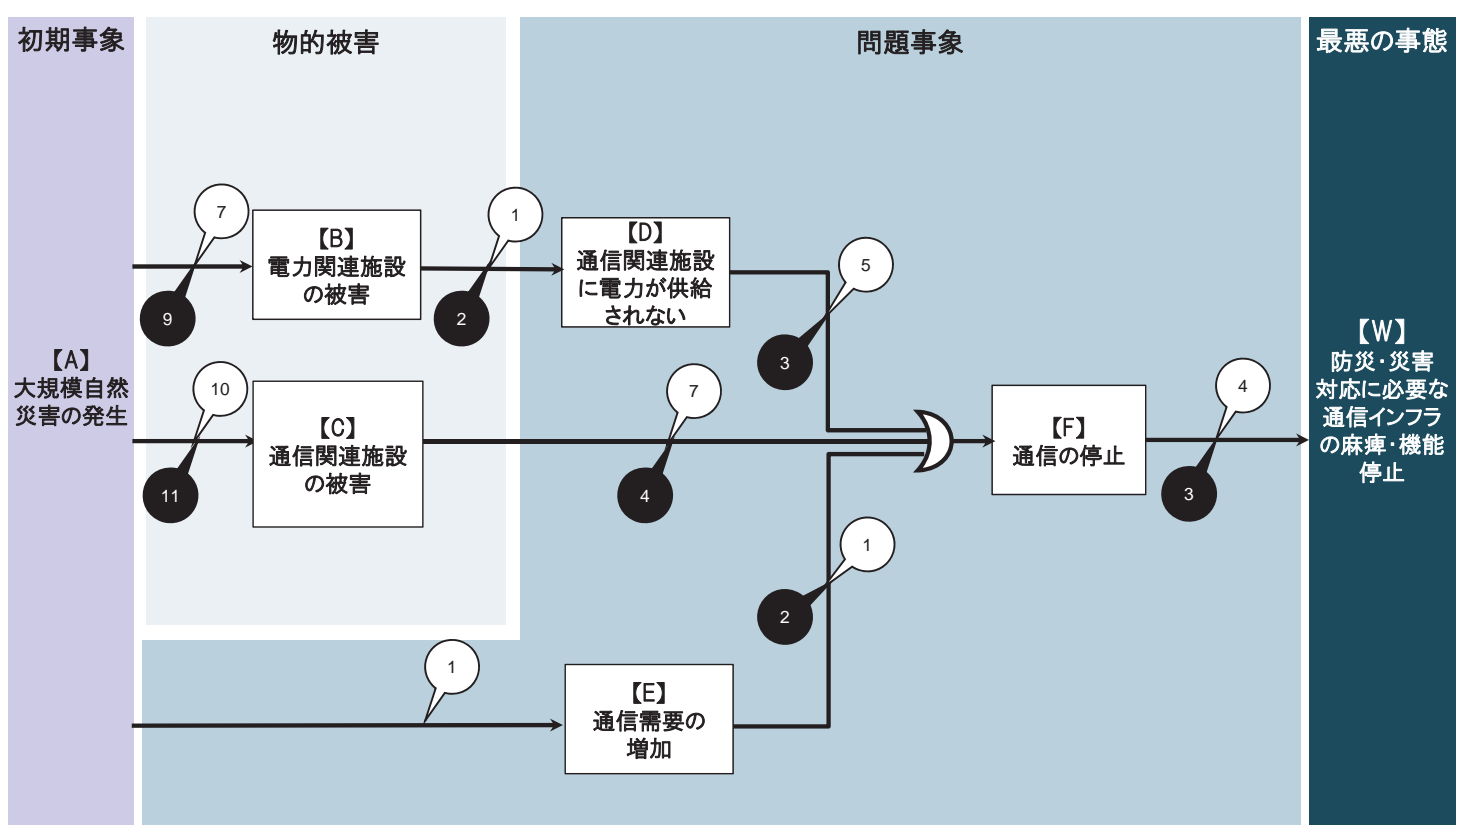 初期事象
物的被害
問題事象
最悪の事態
7
9
【B】
電力関連施設
の被害
1
2
【D】
通信関連施設
に電力が供給
されない
5
3
【A】
大規模自然
災害の発生
10
11
【C】
通信関連施設
の被害
7
4
【F】
通信の停止
4
3
【W】
防災・災害
対応に必要な
通信インフラ
の麻痺・機能
停止
1
2
1
【E】
通信需要の
増加